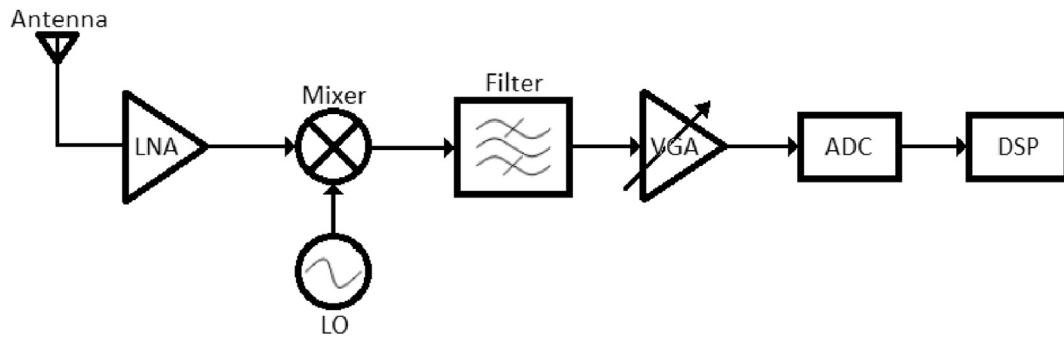 Antenna
LNA
Mixer
LO
Filter
VGA
ADC
DSP